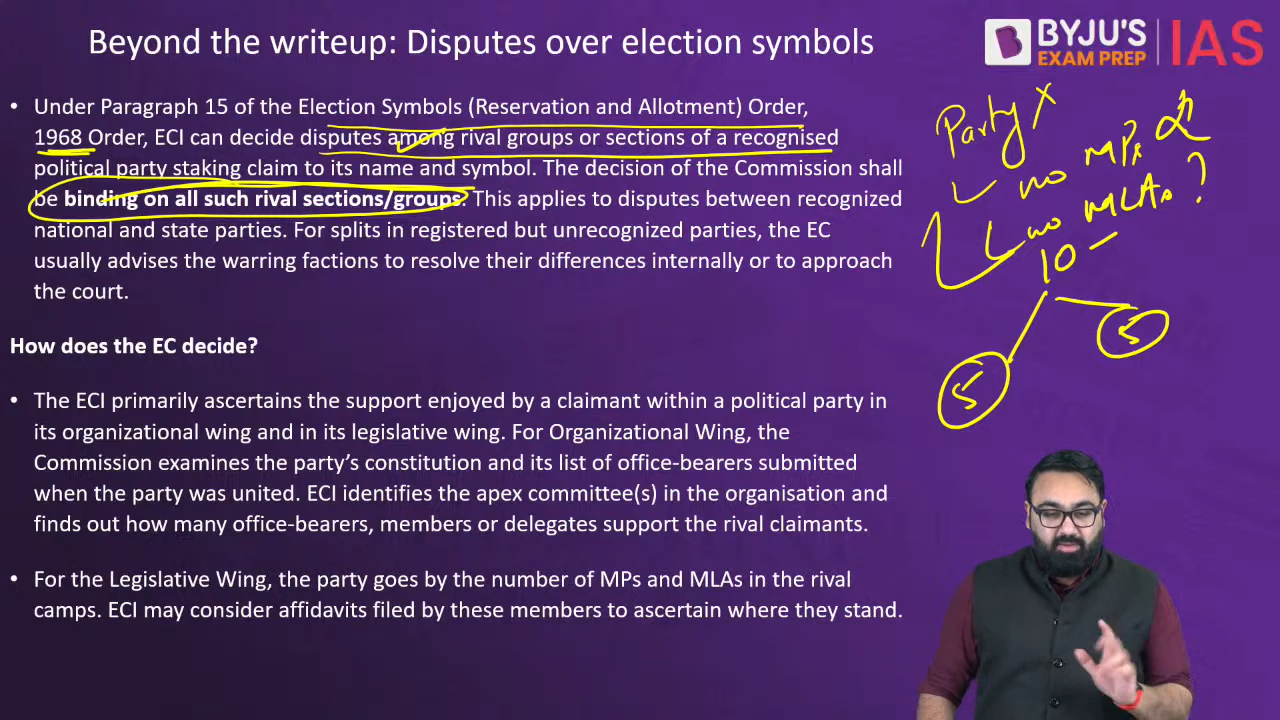 Beyond the writeup: Disputes over election symbols
BYJU'S
EXAM PREP
IAS
• Under Paragraph 15 of the Election Symbols (Reservation and Allotment) Order,
1968 Order, ECI can decide disputes among rival groups or sections of a recognised
political party staking claim to its name and symbol. The decision of the Commission shall
be binding on all such rival sections/groups. This applies to disputes between recognized
national and state parties. For splits in registered but unrecognized parties, the EC
usually advises the warring factions to resolve their differences internally or to approach
the court.
How does the EC decide?
• The ECI primarily ascertains the support enjoyed by a claimant within a political party in
its organizational wing and in its legislative wing. For Organizational Wing, the
Commission examines the party's constitution and its list of office-bearers submitted
when the party was united. ECI identifies the apex committee(s) in the organisation and
finds out how many office-bearers, members or delegates support the rival claimants.
• For the Legislative Wing, the party goes by the number of MPs and MLAs in the rival
camps. ECI may consider affidavits filed by these members to ascertain where they stand.
Party X
no MPs
no MLAs ?
10
5
5